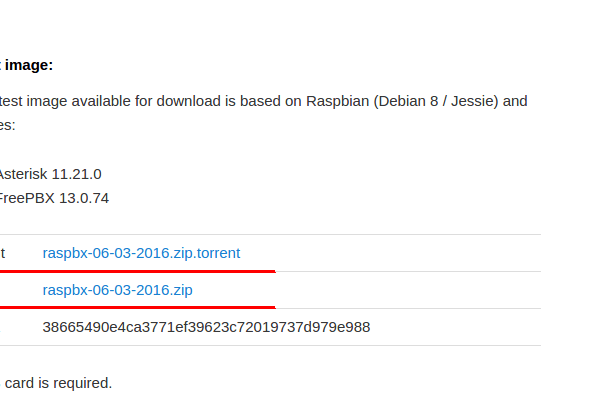 image:
test image available for download is based on Raspbian (Debian 8 / Jessie) and
es:
Asterisk 11.21.0
FreePBX 13.0.74
t raspbx-06-03-2016.zip.torrent
raspbx-06-03-2016.zip
38665490e4ca3771ef39623c72019737d979e988
card is required.